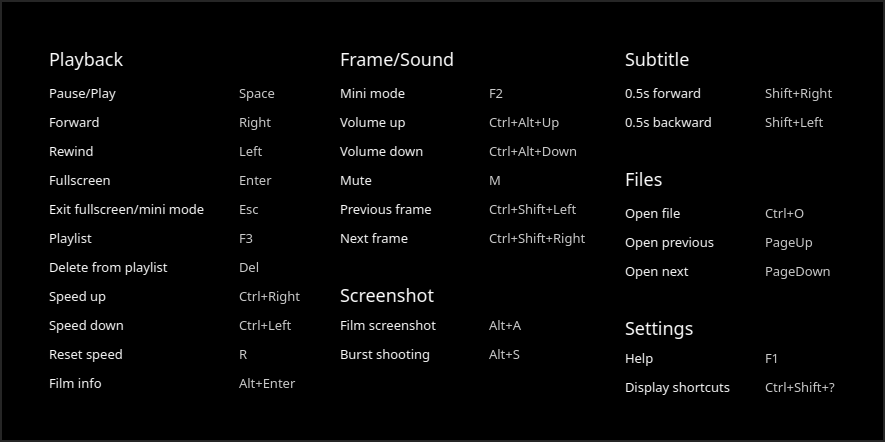 Playback
Pause/Play Space
Forward Right
Rewind Left
Fullscreen Enter
Exit fullscreen/mini mode Esc
Playlist F3
Delete from playlist Del
Speed up Ctrl+Right
Speed down Ctrl+Left
Reset speed R
Film info Alt+Enter
Frame/Sound
Mini mode F2
Volume up Ctrl+Alt+Up
Volume down Ctrl+Alt+Down
Mute M
Previous frame Ctrl+Shift+Left
Next frame Ctrl+Shift+Right
Screenshot
Film screenshot Alt+A
Burst shooting Alt+S
Subtitle
0.5s forward Shift+Right
0.5s backward Shift+Left
Files
Open file Ctrl+O
Open previous PageUp
Open next PageDown
Settings
Help F1
Display shortcuts Ctrl+Shift+?